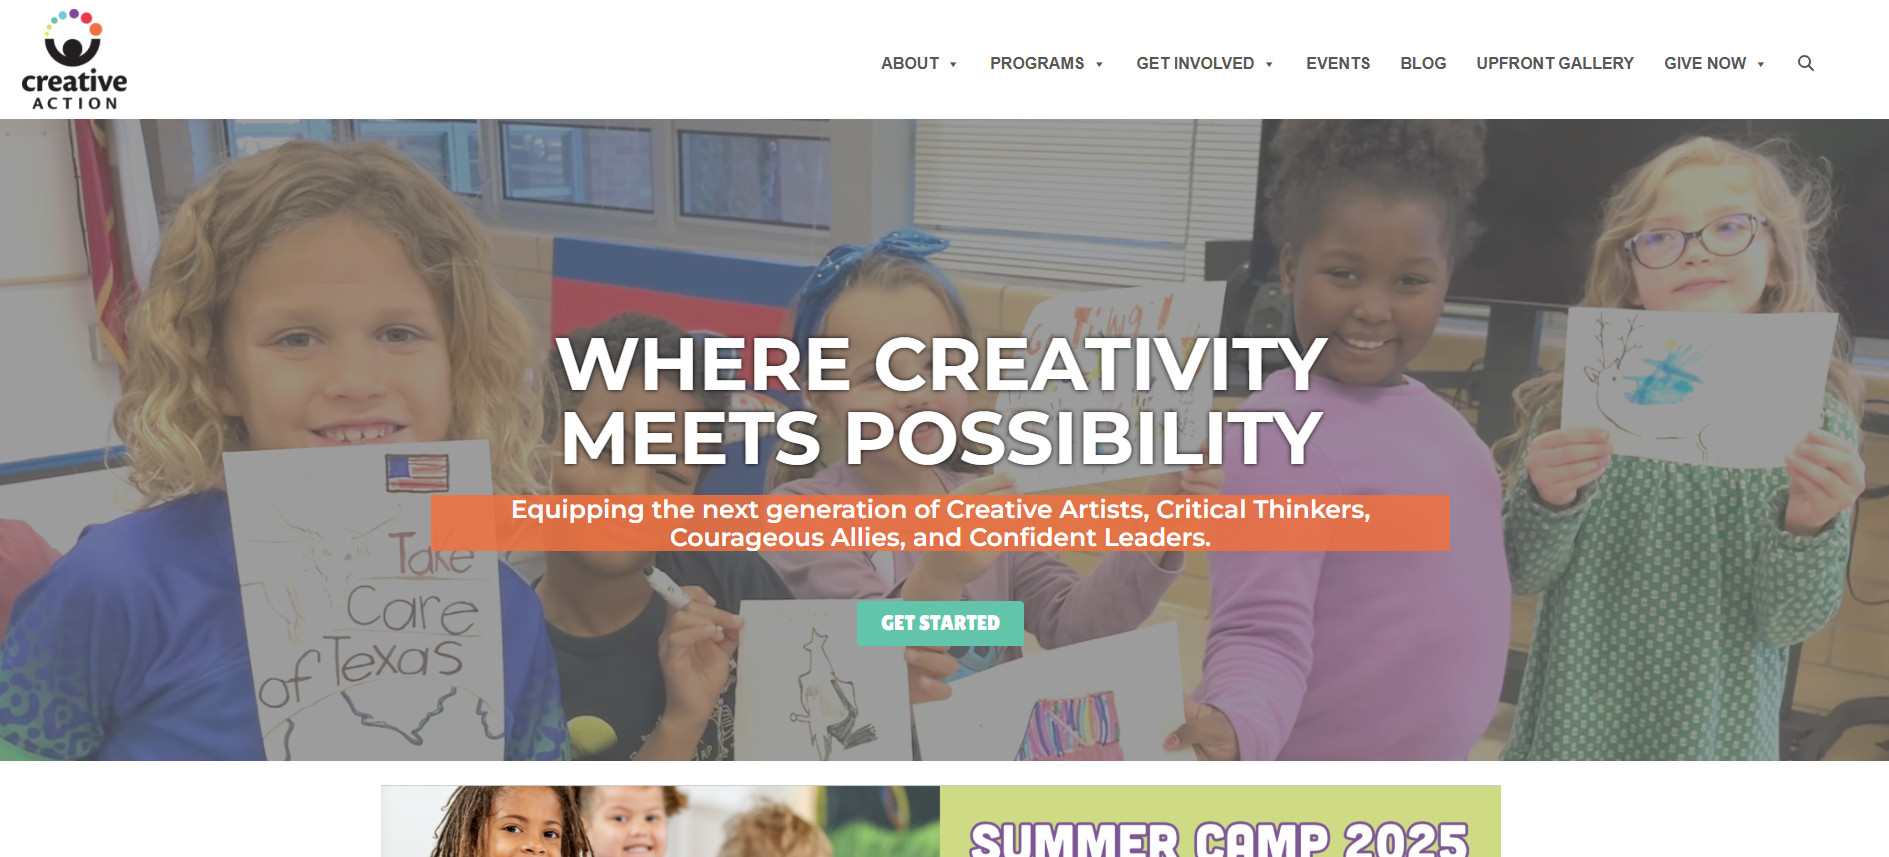 creative
ACTION
ABOUT
PROGRAMS
GET INVOLVED
EVENTS
BLOG
UPFRONT GALLERY
GIVE NOW
WHERE CREATIVITY
MEETS POSSIBILITY
Equipping the next generation of Creative Artists, Critical Thinkers,
Courageous Allies, and Confident Leaders.
GET STARTED
Take
Care
of Texas
SUMMER CAMP 2025